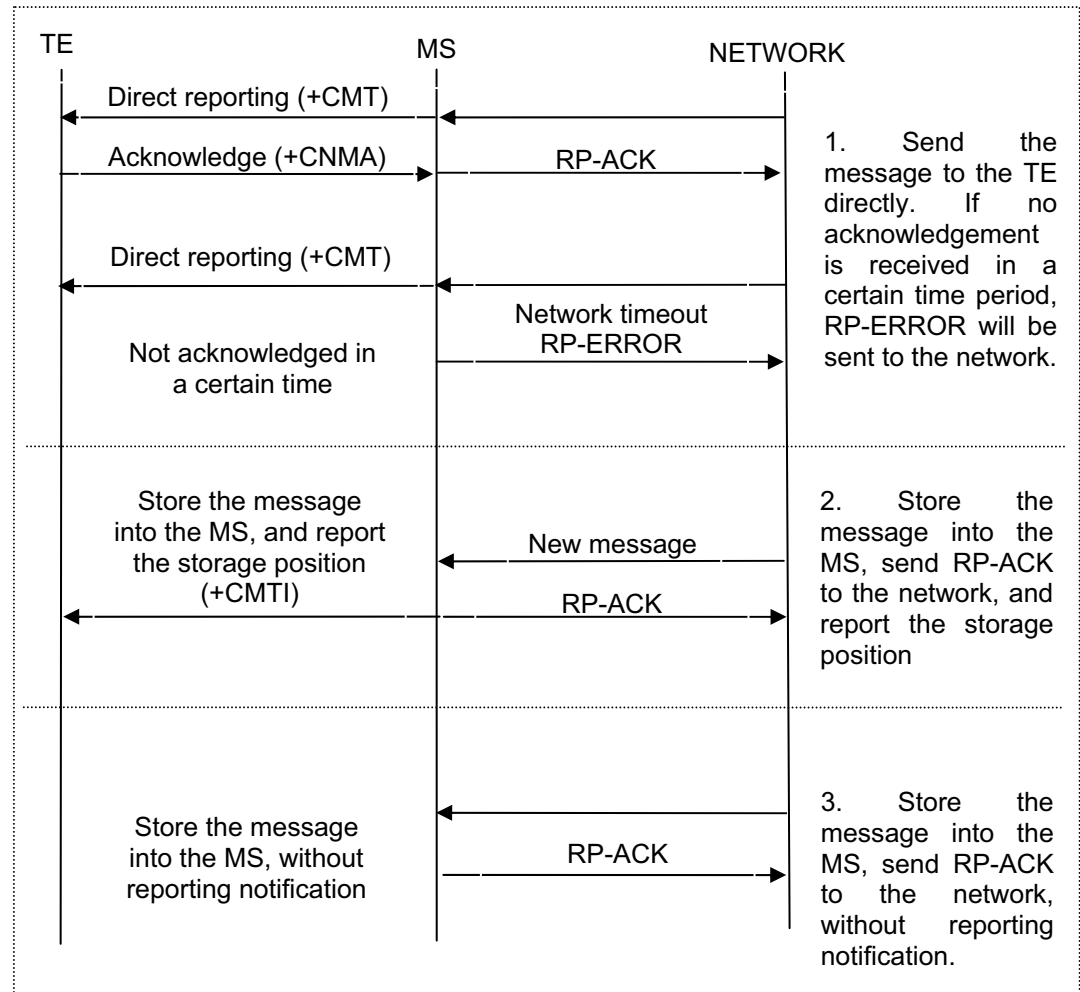 TE
MS
NETWORK
Direct reporting (+CMT)
Acknowledge (+CNMA)
RP-ACK
Direct reporting (+CMT)
Network timeout
RP-ERROR
Not acknowledged in
a certain time
1. Send the
message to the TE
directly. If no
acknowledgement
is received in a
certain time period,
RP-ERROR will be
sent to the network.
Store the message
into the MS, and report
the storage position
(+CMTI)
New message
RP-ACK
2. Store the
message into the
MS, send RP-ACK
to the network, and
report the storage
position
Store the message
into the MS, without
reporting notification
RP-ACK
3. Store the
message into the
MS, send RP-ACK
to the network,
without reporting
notification.